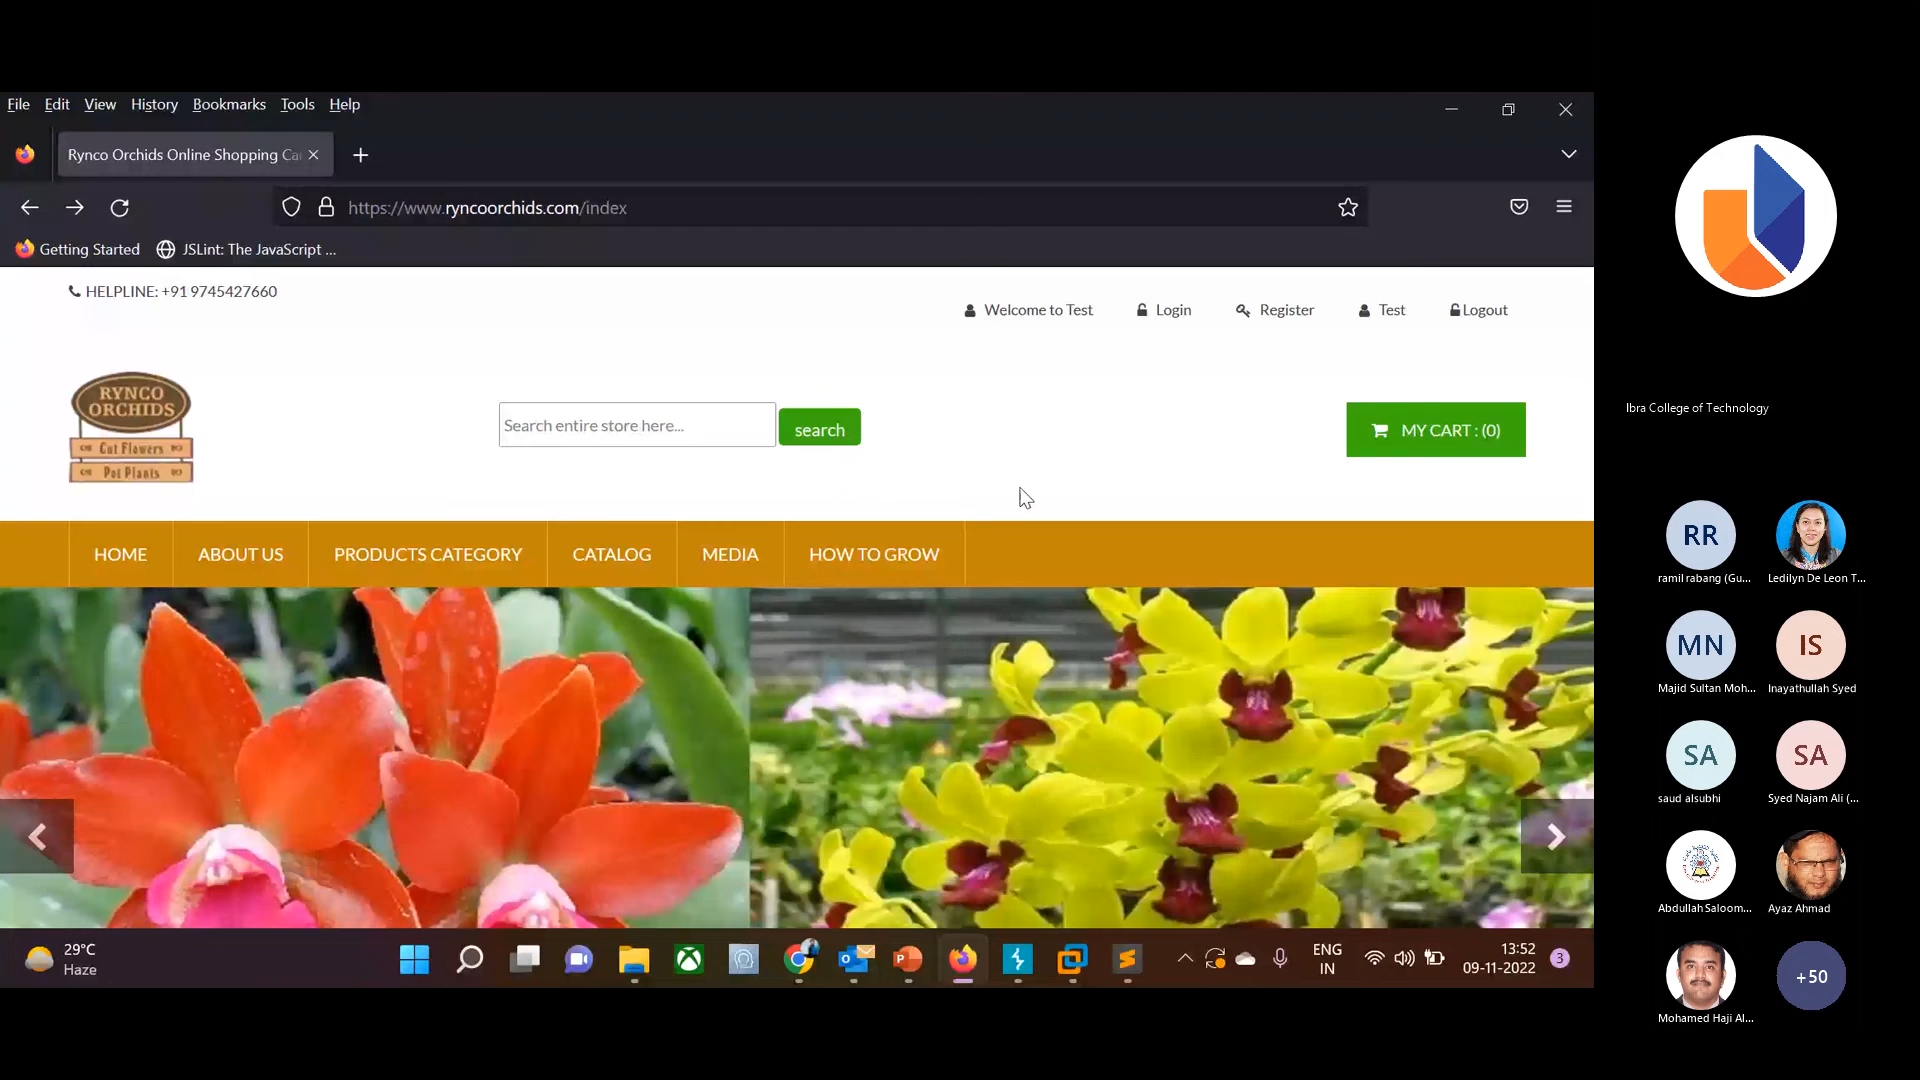 File Edit View History Bookmarks Tools Help
Rynco Orchids Online Shopping Ca
https://www.ryncoorchids.com/index
Getting Started JSLint: The JavaScript ...
HELPLINE: +91 9745427660
Welcome to Test Login Register Test Logout
RYNCO
ORCHIDS
Cut Flowers
Pot Plants
Search entire store here...
search
MY CART : (0)
HOME ABOUT US PRODUCTS CATEGORY CATALOG MEDIA HOW TO GROW
29°C
Haze
ENG
IN
13:52
09-11-2022
3
Ibra College of Technology
RR
ramil rabang (Gu...
Ledilyn De Leon T...
MN
IS
Majid Sultan Moh...
Inayathullah Syed
SA
SA
saud alsubhi
Syed Najam Ali (...
Abdullah Saloom...
Ayaz Ahmad
+50
Mohamed Haji Al...